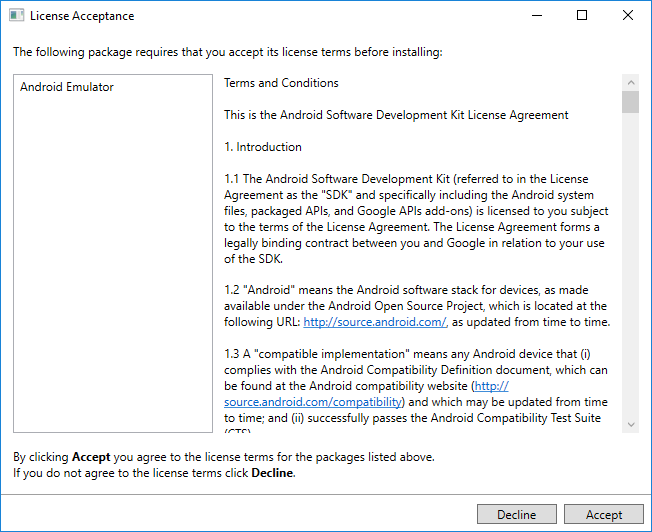 License Acceptance
The following package requires that you accept its license terms before installing:
Android Emulator
Terms and Conditions
This is the Android Software Development Kit License Agreement
1. Introduction
1.1 The Android Software Development Kit (referred to in the License
Agreement as the "SDK" and specifically including the Android system
files, packaged APIs, and Google APIs add-ons) is licensed to you subject
to the terms of the License Agreement. The License Agreement forms a
legally binding contract between you and Google in relation to your use
of the SDK.
1.2 "Android" means the Android software stack for devices, as made
available under the Android Open Source Project, which is located at the
following URL: http://source.android.com/, as updated from time to time.
1.3 A "compatible implementation" means any Android device that (i)
complies with the Android Compatibility Definition document, which can
be found at the Android compatibility website (http://
source.android.com/compatibility) and which may be updated from time
to time; and (ii) successfully passes the Android Compatibility Test Suite
(CTS)
By clicking Accept you agree to the license terms for the packages listed above.
If you do not agree to the license terms click Decline.
Decline
Accept